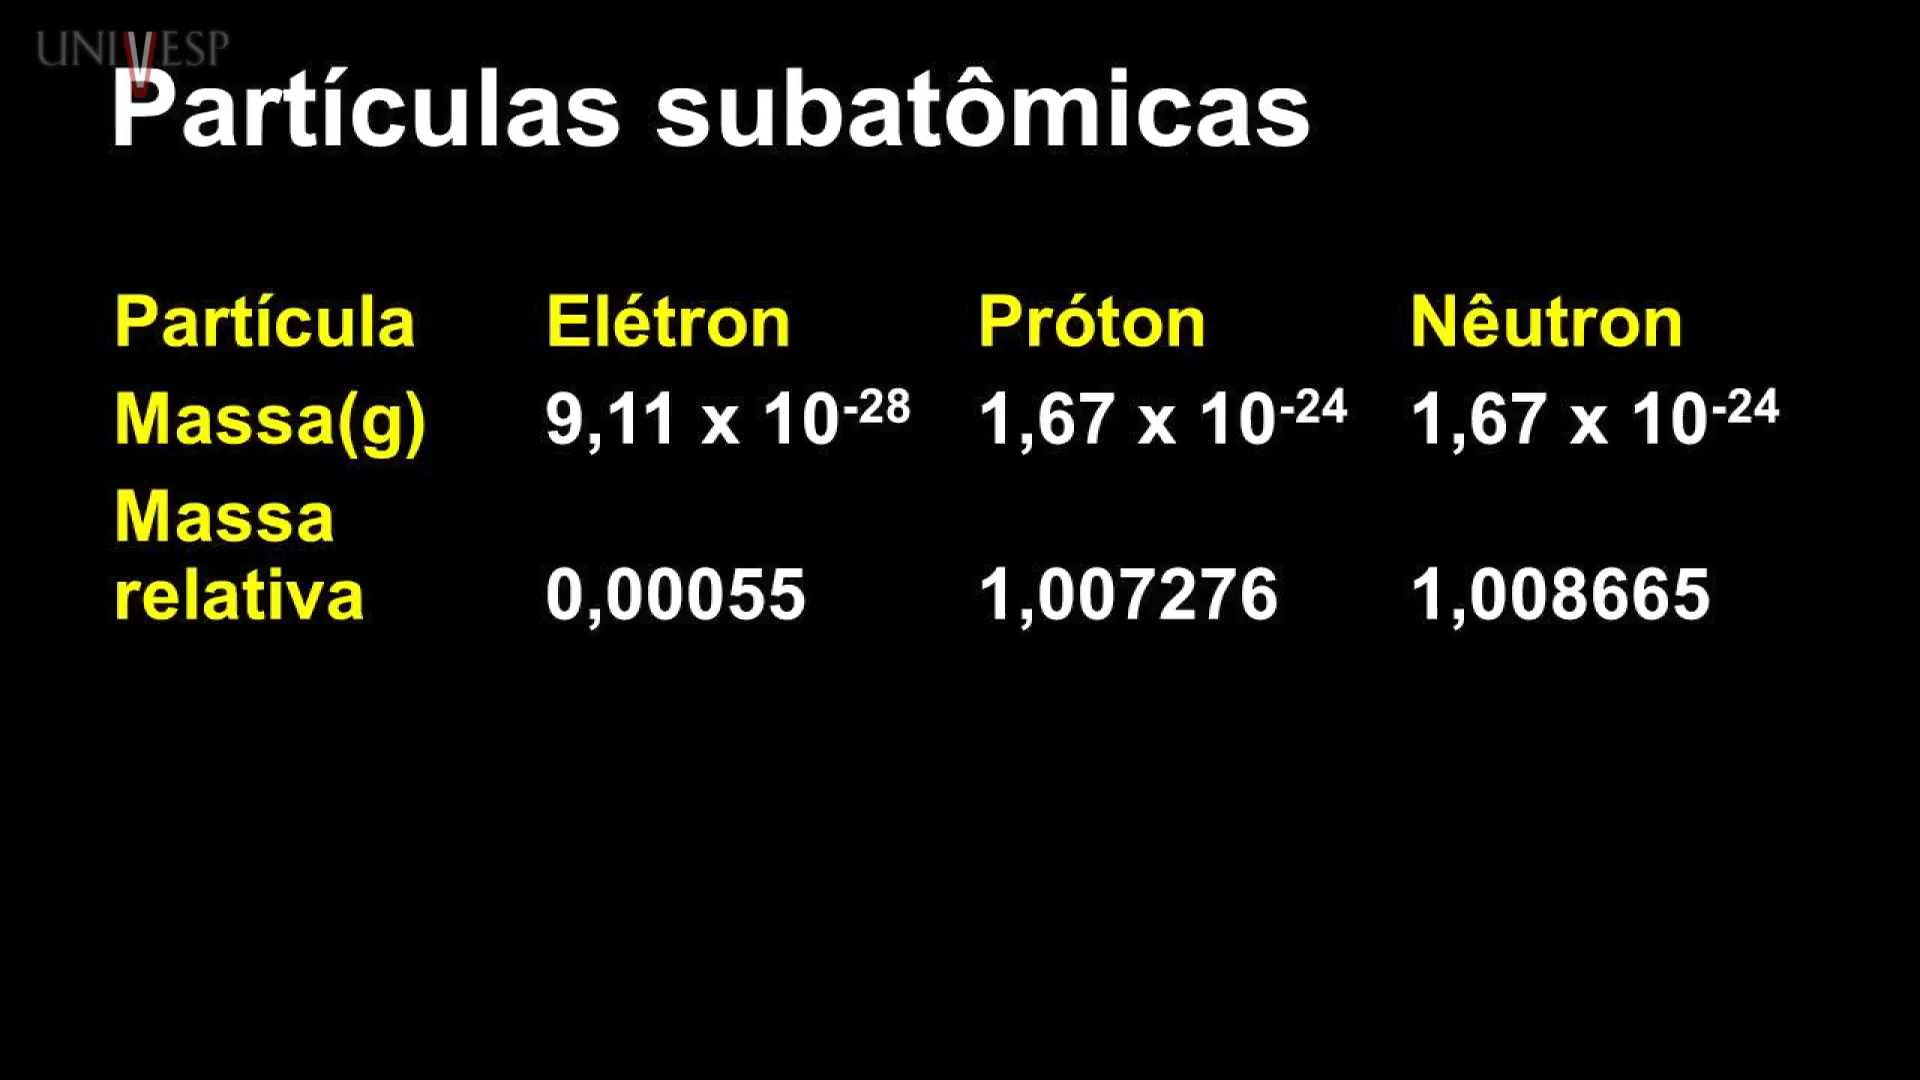 UNIVESP
Partículas subatômicas
Partícula Elétron Próton Nêutron
Massa(g) 9,11 x 10⁻²⁸ 1,67 x 10⁻²⁴ 1,67 x 10⁻²⁴
Massa
relativa 0,00055 1,007276 1,008665